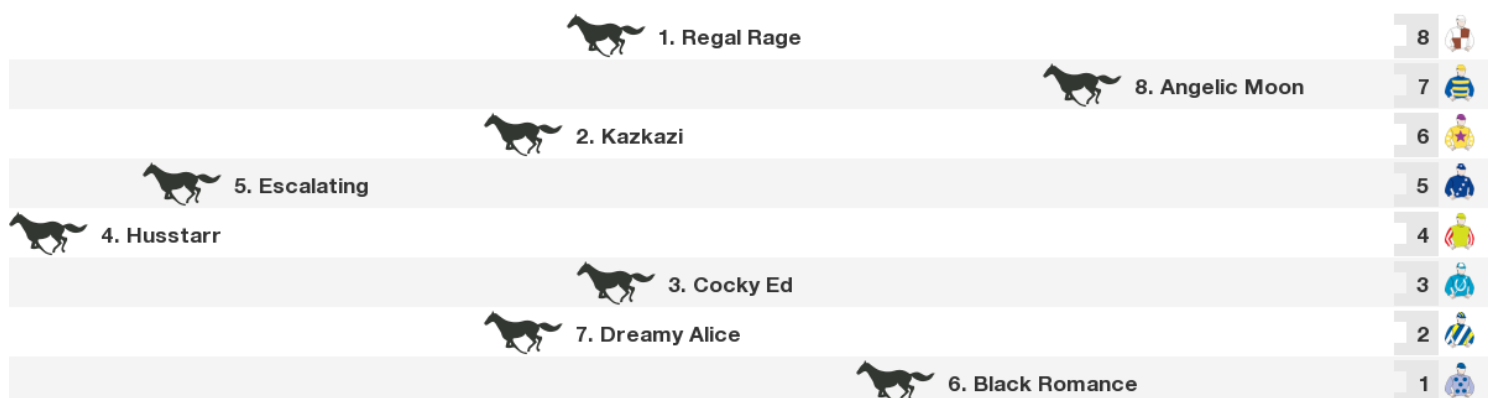 1. Regal Rage 8
8. Angelic Moon 7
2. Kazkazi 6
5. Escalating 5
4. Husstarr 4
3. Cocky Ed 3
7. Dreamy Alice 2
6. Black Romance 1